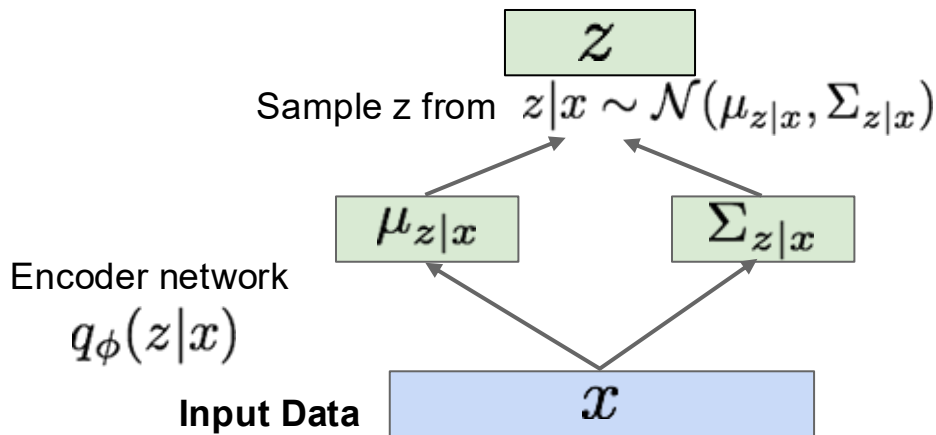 z
Sample z from z|x ∼ 𝒩(μ_{z|x}, Σ_{z|x})
μ_{z|x} Σ_{z|x}
Encoder network
q_ϕ(z|x)
Input Data x